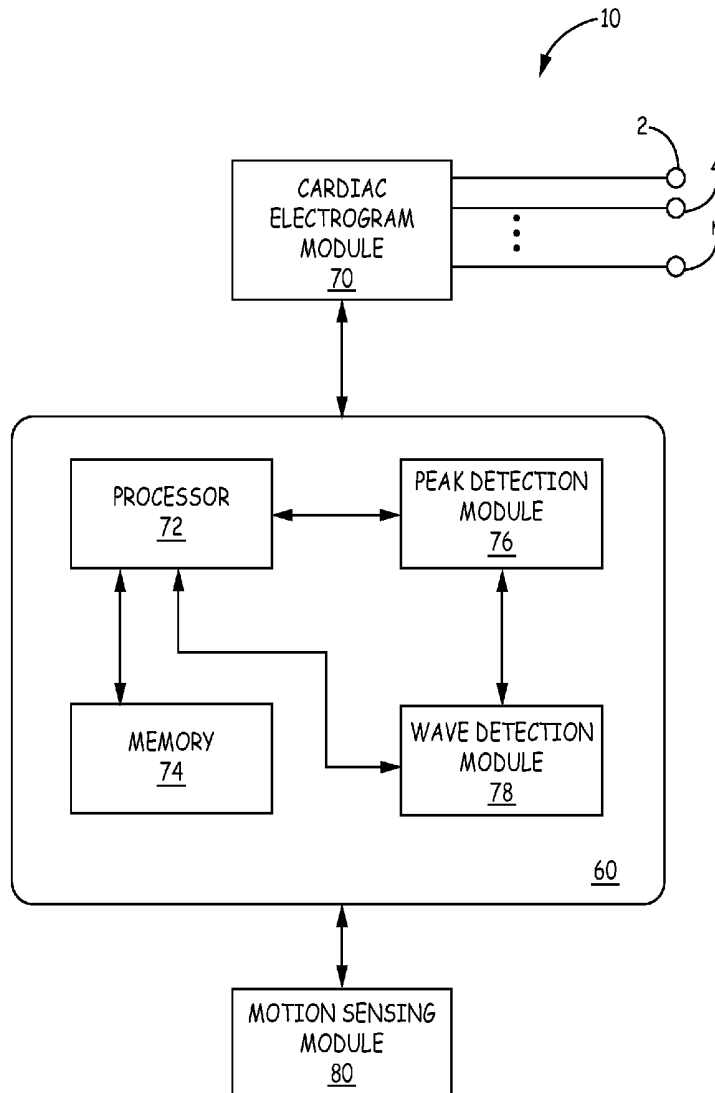 10
2
4
CARDIAC
ELECTROGRAM
MODULE
70
PROCESSOR
72
PEAK DETECTION
MODULE
76
MEMORY
74
WAVE DETECTION
MODULE
78
60
MOTION SENSING
MODULE
80